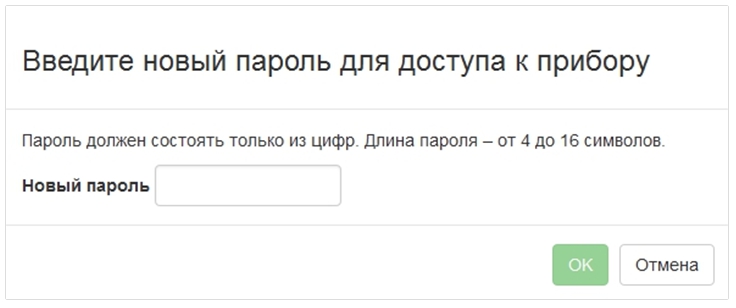 Введите новый пароль для доступа к прибору
Пароль должен состоять только из цифр. Длина пароля – от 4 до 16 символов.
Новый пароль
OK Отмена